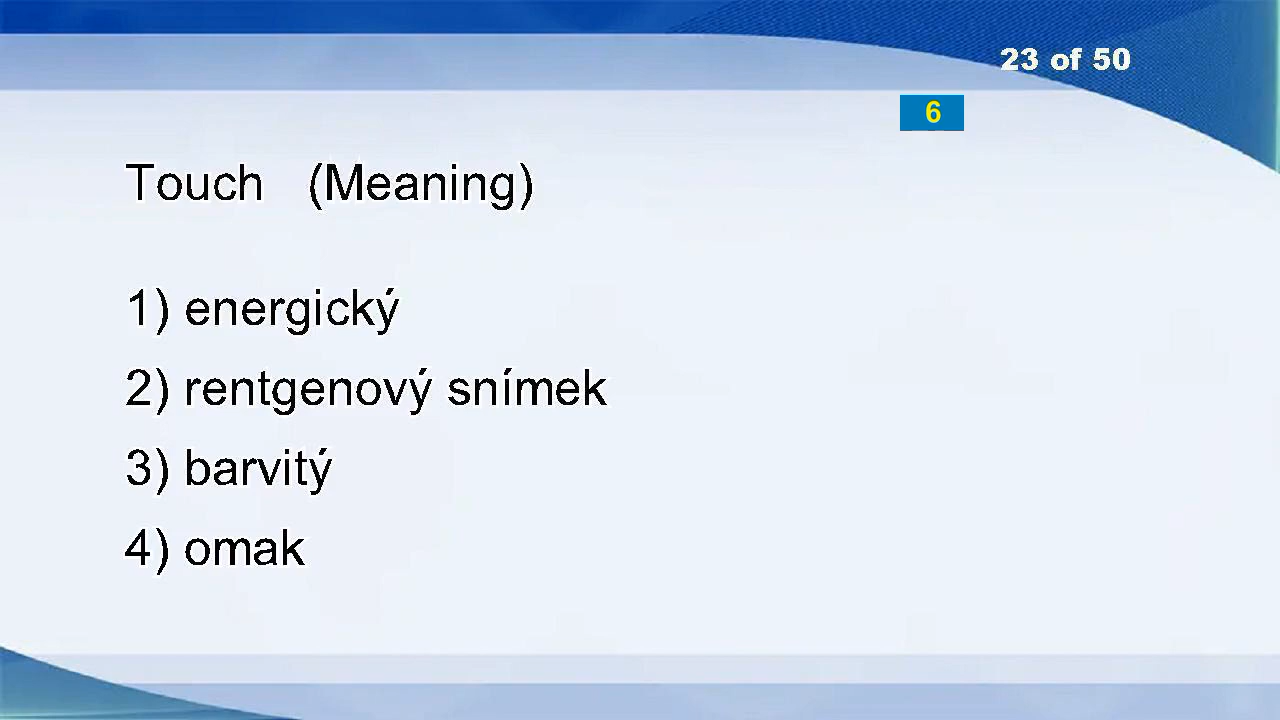 23 of 50
6
Touch (Meaning)
1) energický
2) rentgenový snímek
3) barvitý
4) omak